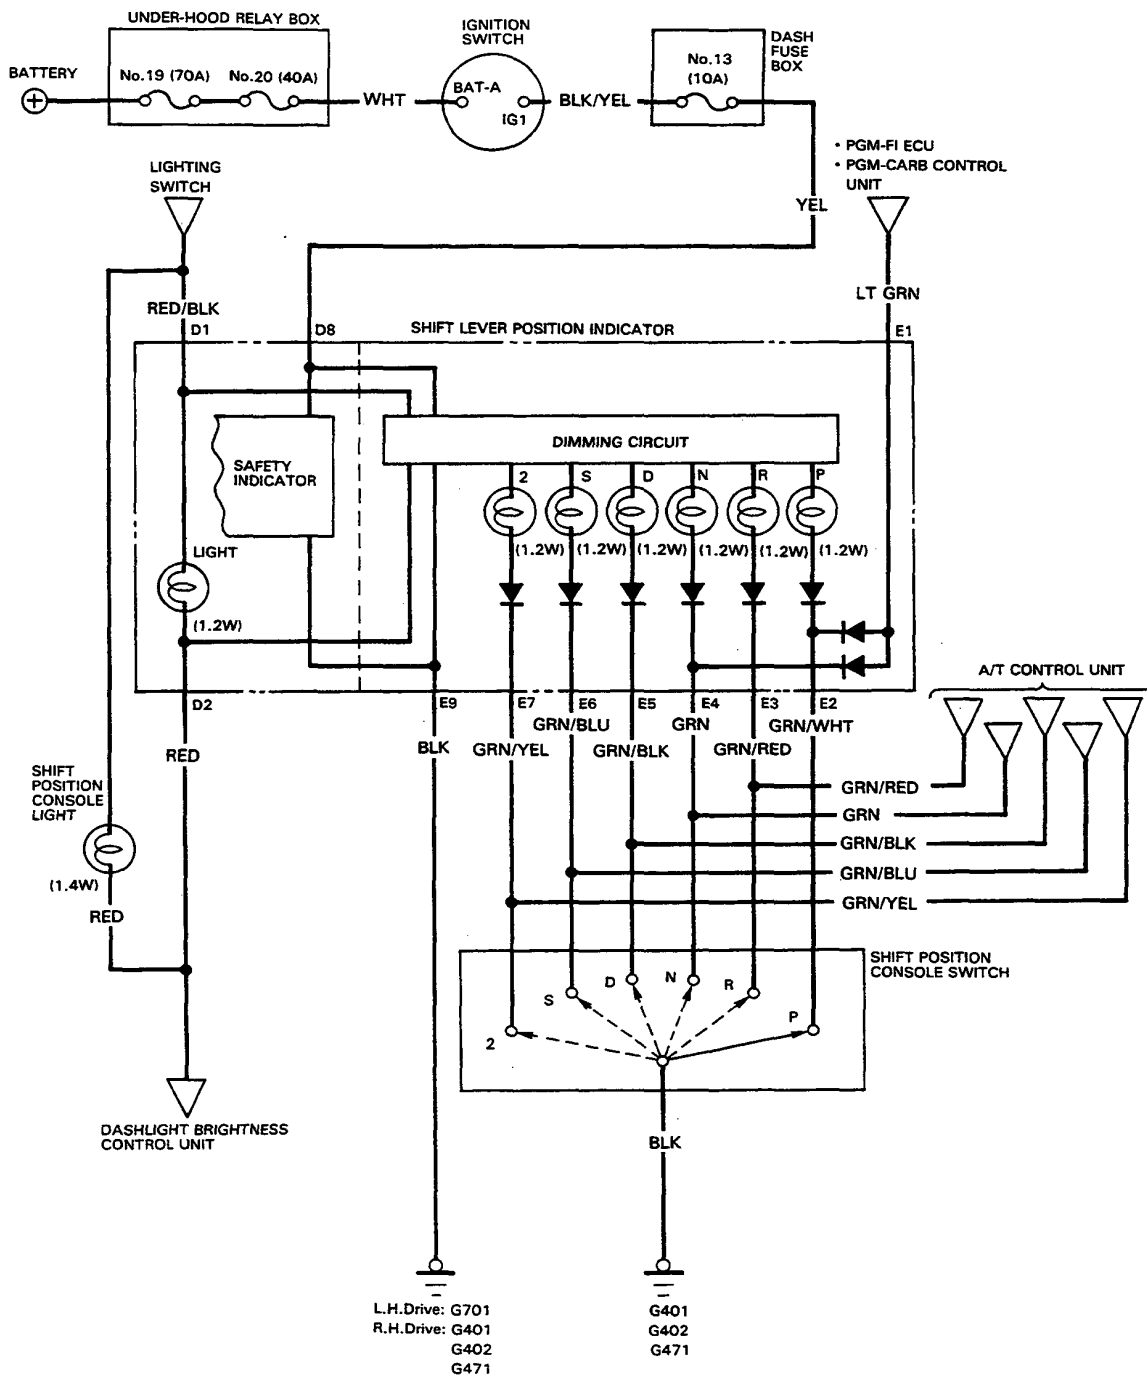 UNDER-HOOD RELAY BOX
IGNITION
SWITCH
DASH
FUSE
BOX
BATTERY
No.19 (70A)
No.20 (40A)
WHT
BAT-A
IG1
BLK/YEL
No.13
(10A)
• PGM-FI ECU
• PGM-CARB CONTROL
UNIT
LIGHTING
SWITCH
YEL
LT GRN
RED/BLK
D1
D8
SHIFT LEVER POSITION INDICATOR
E1
DIMMING CIRCUIT
SAFETY
INDICATOR
2
S
D
N
R
P
(1.2W)
(1.2W)
(1.2W)
(1.2W)
(1.2W)
(1.2W)
LIGHT
(1.2W)
A/T CONTROL UNIT
D2
E9
E7
E6
E5
E4
E3
E2
RED
BLK
GRN/YEL
GRN/BLU
GRN/BLK
GRN
GRN/RED
GRN/WHT
SHIFT
POSITION
CONSOLE
LIGHT
(1.4W)
RED
GRN/RED
GRN
GRN/BLK
GRN/BLU
GRN/YEL
SHIFT POSITION
CONSOLE SWITCH
2
S
D
N
R
P
DASHLIGHT BRIGHTNESS
CONTROL UNIT
BLK
L.H.Drive: G701
R.H.Drive: G401
G402
G471
G401
G402
G471